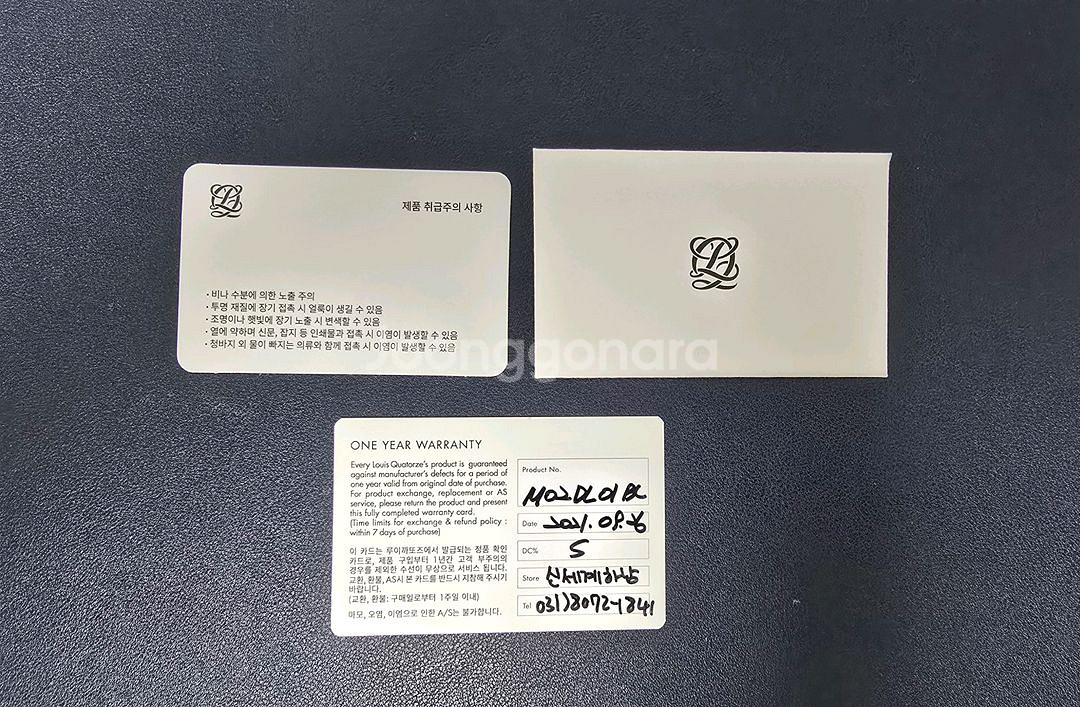 제품 취급주의 사항
· 비나 수분에 의한 노출 주의
· 투명 재질에 장기 접촉 시 얼룩이 생길 수 있음
· 조명이나 햇빛에 장기 노출 시 변색할 수 있음
· 열에 약하며 신문, 잡지 등 인쇄물과 접촉 시 이염이 발생할 수 있음
· 청바지 외 물이 빠지는 의류와 함께 접촉 시 이염이 발생할 수 있음
joonggonara
ONE YEAR WARRANTY
Every Louis Quatorze's product is guaranteed
against manufacturer's defects for a period of
one year valid from original date of purchase.
For product exchange, replacement or AS
service, please return the product and present
this fully completed warranty card.
(Time limits for exchange & refund policy :
within 7 days of purchase)
이 카드는 루이까또즈에서 발급되는 정품 확인
카드로, 제품 구입부터 1년간 고객 부주의의
경우를 제외한 수선이 무상으로 서비스 됩니다.
교환, 환불, AS시 본 카드를 반드시 지참해 주시기
바랍니다.
(교환, 환불: 구매일로부터 1주일 이내)
마모, 오염, 이염으로 인한 A/S는 불가합니다.
Product No.
Date 2021.08.26
DC% 5
Store 신세계하남
Tel 031)8072-1841